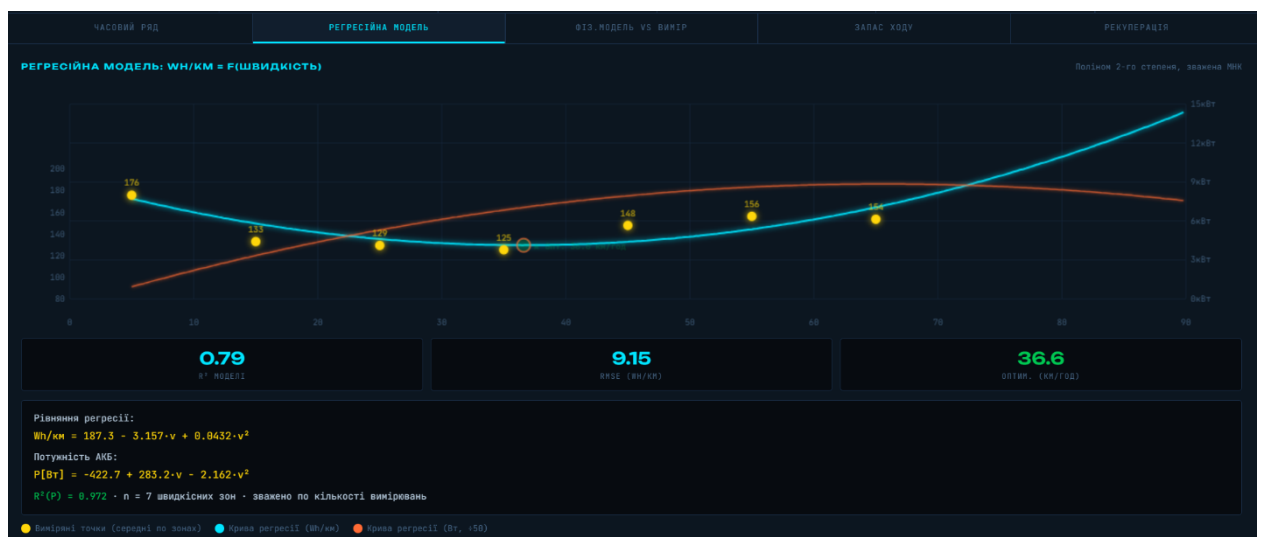 ЧАСОВИЙ РЯД
РЕГРЕСІЙНА МОДЕЛЬ
ФІЗ.МОДЕЛЬ VS ВИМІР
ЗАПАС ХОДУ
РЕКУПЕРАЦІЯ
РЕГРЕСІЙНА МОДЕЛЬ: WH/KM = F(ШВИДКІСТЬ)
Поліном 2-го степеня, зважена МНК
15кВт
12кВт
9кВт
6кВт
3кВт
0кВт
200
180
160
140
120
100
80
176
133
129
125
148
156
154
0 10 20 30 40 50 60 70 80 90
0.79
R² МОДЕЛІ
9.15
RMSE (WH/KM)
36.6
ОПТИМ. (КМ/ГОД)
Рівняння регресії:
Wh/км = 187.3 - 3.157·v + 0.0432·v²
Потужність АКБ:
P[Вт] = -422.7 + 283.2·v - 2.162·v²
R²(P) = 0.972 · n = 7 швидкісних зон · зважено по кількості вимірювань
Виміряні точки (середні по зонах)
Крива регресії (Wh/км)
Крива регресії (Вт, ÷50)